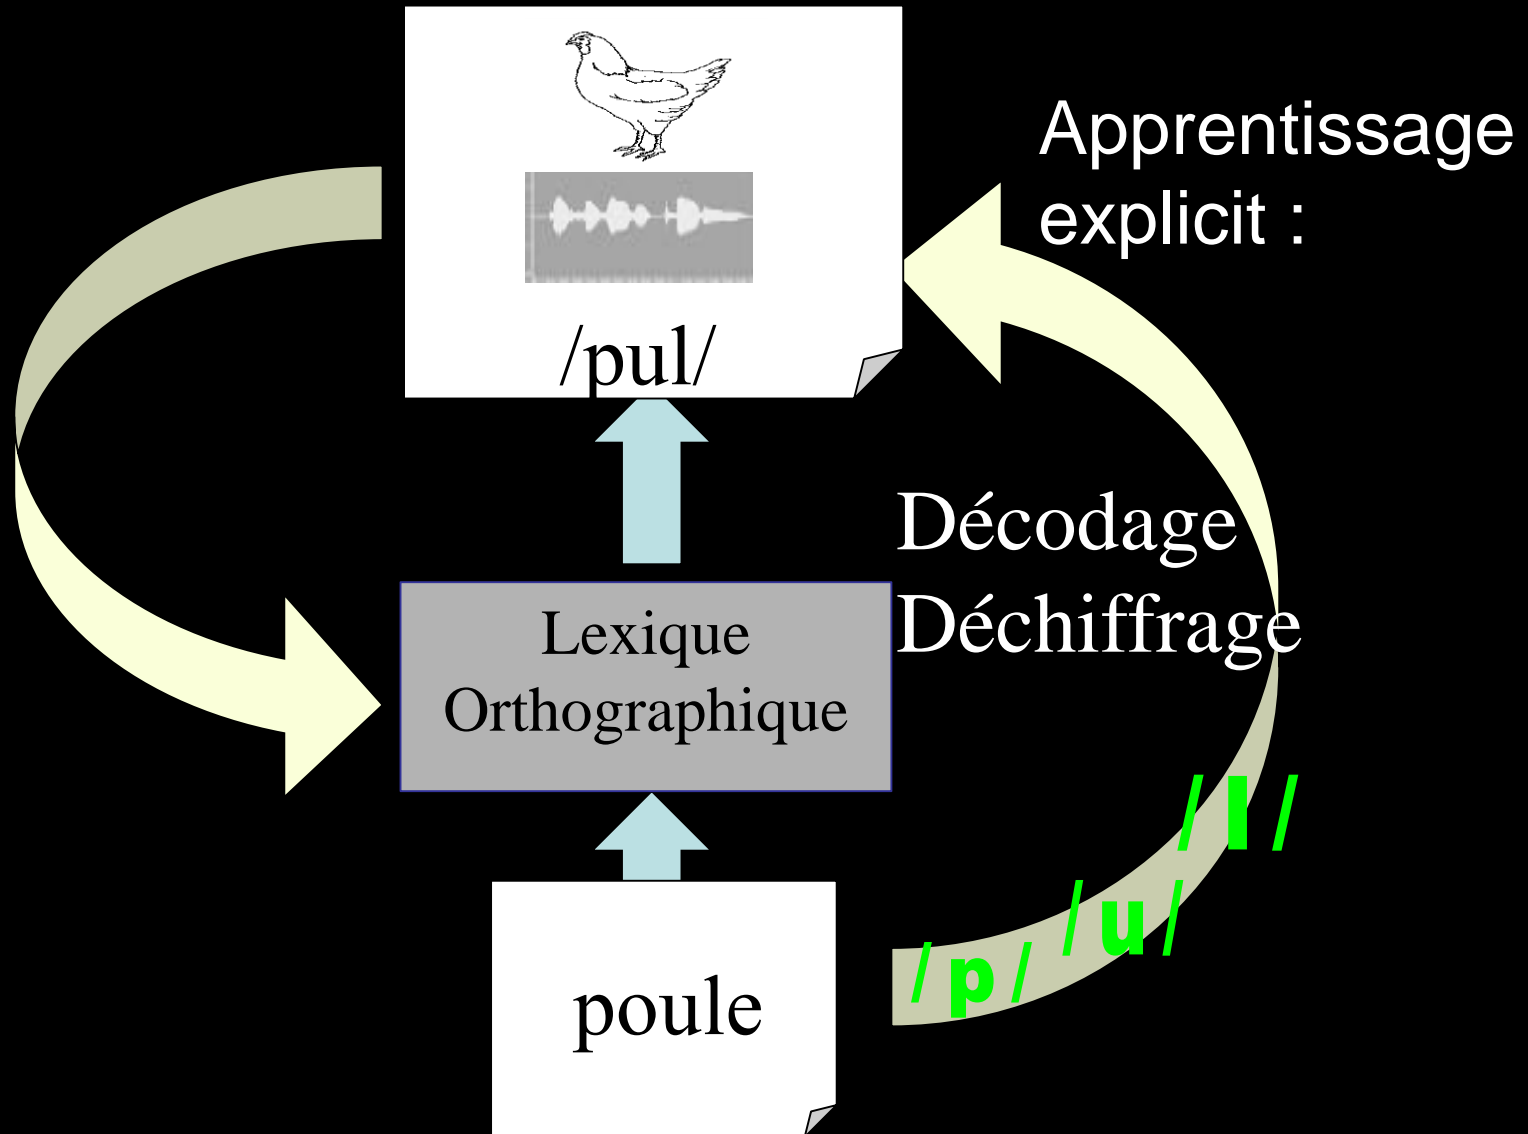 Apprentissage
explicit :
/pul/
Décodage
Déchiffrage
Lexique
Orthographique
/l/
/u/
/p/
poule